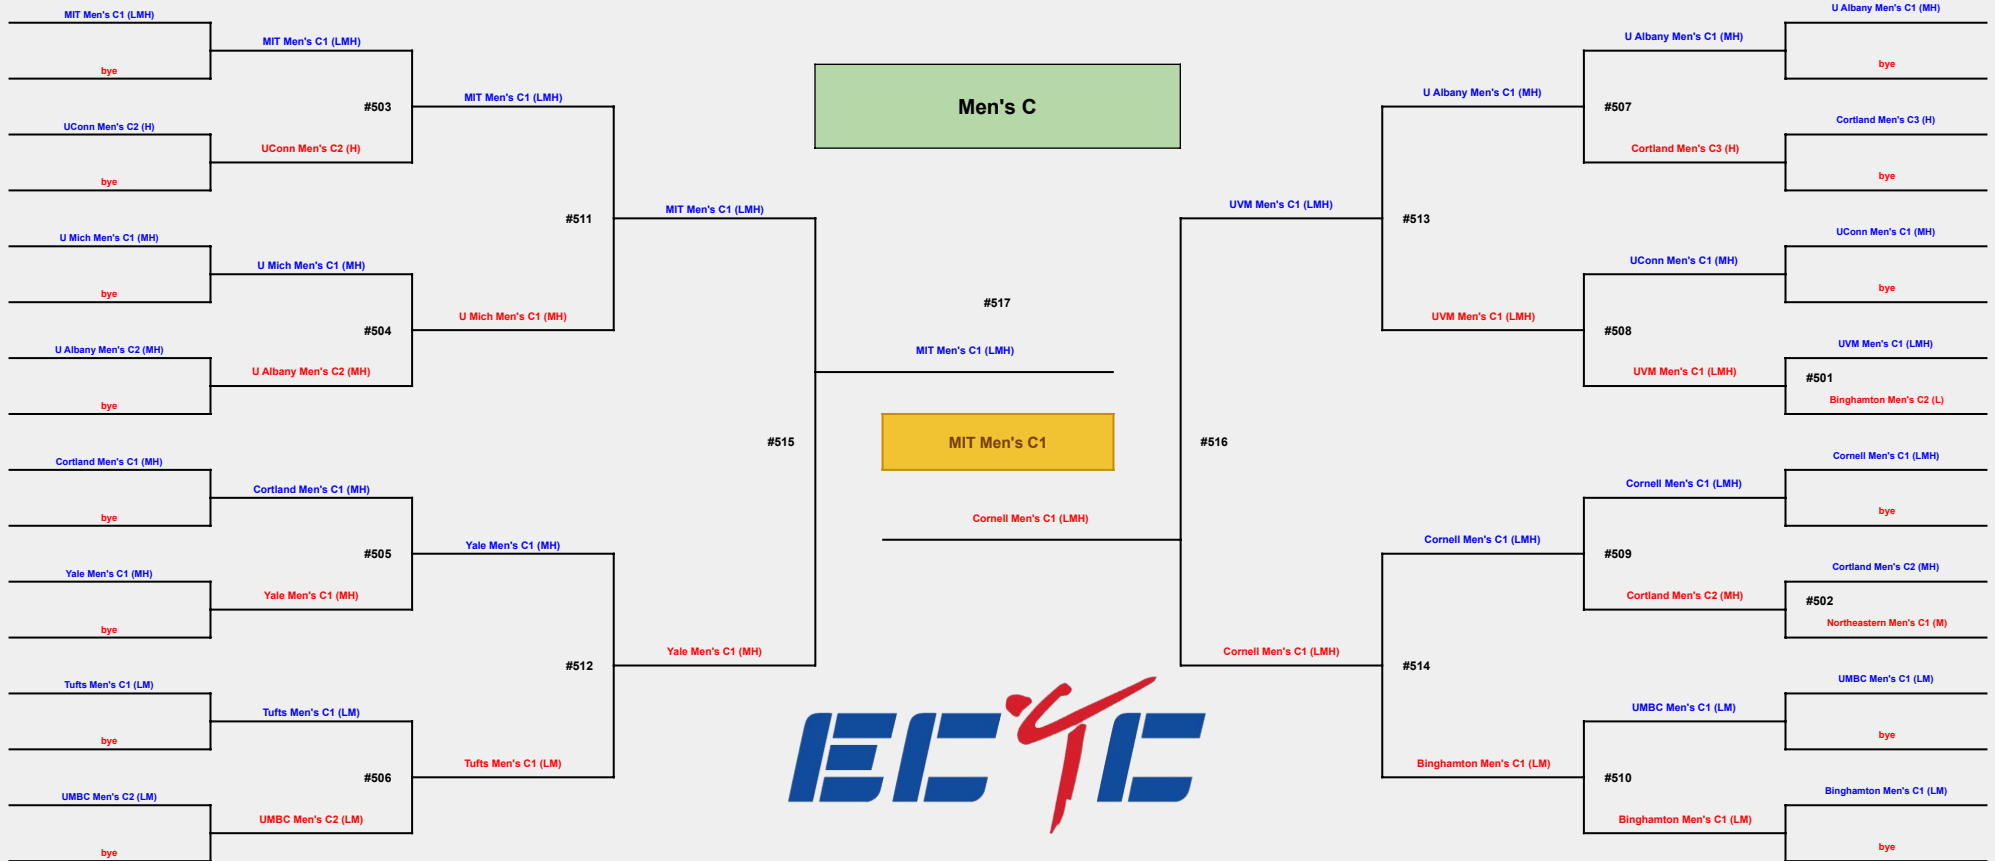 MIT Men's C1 (LMH)
bye
UConn Men's C2 (H)
bye
U Mich Men's C1 (MH)
bye
U Albany Men's C2 (MH)
bye
Cortland Men's C1 (MH)
bye
Yale Men's C1 (MH)
bye
Tufts Men's C1 (LM)
bye
UMBC Men's C2 (LM)
bye
MIT Men's C1 (LMH)
#503
UConn Men's C2 (H)
U Mich Men's C1 (MH)
#504
U Albany Men's C2 (MH)
Cortland Men's C1 (MH)
#505
Yale Men's C1 (MH)
Tufts Men's C1 (LM)
#506
UMBC Men's C2 (LM)
MIT Men's C1 (LMH)
#511
U Mich Men's C1 (MH)
Yale Men's C1 (MH)
#512
Tufts Men's C1 (LM)
MIT Men's C1 (LMH)
#515
Yale Men's C1 (MH)
Men's C
#517
MIT Men's C1 (LMH)
MIT Men's C1
Cornell Men's C1 (LMH)
ECTC
UVM Men's C1 (LMH)
#516
Cornell Men's C1 (LMH)
U Albany Men's C1 (MH)
#513
UVM Men's C1 (LMH)
Cornell Men's C1 (LMH)
#514
Binghamton Men's C1 (LM)
U Albany Men's C1 (MH)
#507
Cortland Men's C3 (H)
UConn Men's C1 (MH)
#508
UVM Men's C1 (LMH)
Cornell Men's C1 (LMH)
#509
Cortland Men's C2 (MH)
UMBC Men's C1 (LM)
#510
Binghamton Men's C1 (LM)
U Albany Men's C1 (MH)
bye
Cortland Men's C3 (H)
bye
UConn Men's C1 (MH)
bye
UVM Men's C1 (LMH)
#501
Binghamton Men's C2 (L)
Cornell Men's C1 (LMH)
bye
Cortland Men's C2 (MH)
#502
Northeastern Men's C1 (M)
UMBC Men's C1 (LM)
bye
Binghamton Men's C1 (LM)
bye